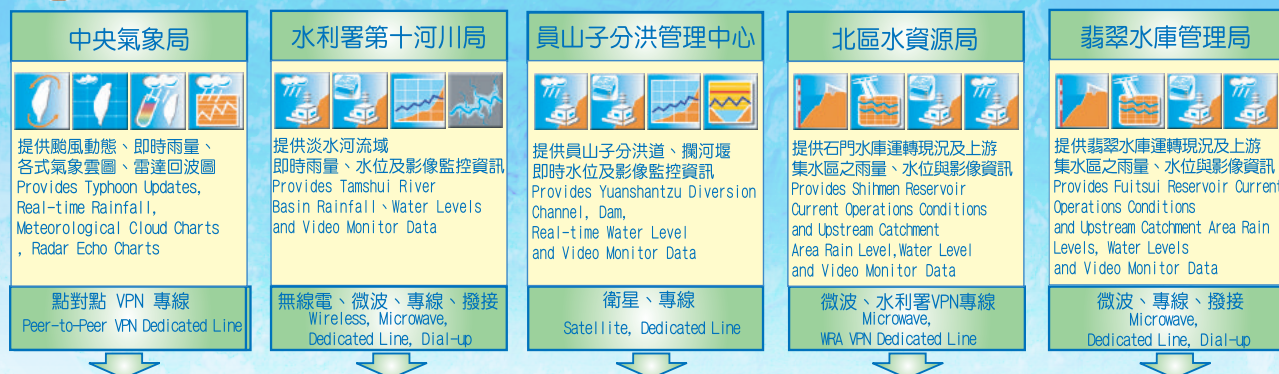 中央氣象局
提供颱風動態、即時雨量、
各式氣象雲圖、雷達回波圖
Provides Typhoon Updates,
Real-time Rainfall,
Meteorological Cloud Charts
, Radar Echo Charts
點對點 VPN 專線
Peer-to-Peer VPN Dedicated Line
水利署第十河川局
提供淡水河流域
即時雨量、水位及影像監控資訊
Provides Tamshui River
Basin Rainfall、Water Levels
and Video Monitor Data
無線電、微波、專線、撥接
Wireless, Microwave,
Dedicated Line, Dial-up
員山子分洪管理中心
提供員山子分洪道、攔河堰
即時水位及影像監控資訊
Provides Yuanshantzu Diversion
Channel, Dam,
Real-time Water Level
and Video Monitor Data
衛星、專線
Satellite, Dedicated Line
北區水資源局
提供石門水庫運轉現況及上游
集水區之雨量、水位與影像資訊
Provides Shihmen Reservoir
Current Operations Conditions
and Upstream Catchment
Area Rain Level,Water Level
and Video Monitor Data
微波、水利署VPN專線
Microwave,
WRA VPN Dedicated Line
翡翠水庫管理局
提供翡翠水庫運轉現況及上游
集水區之雨量、水位與影像資訊
Provides Fuitsui Reservoir Current
Operations Conditions
and Upstream Catchment Area Rain
Levels, Water Levels
and Video Monitor Data
微波、專線、撥接
Microwave,
Dedicated Line, Dial-up